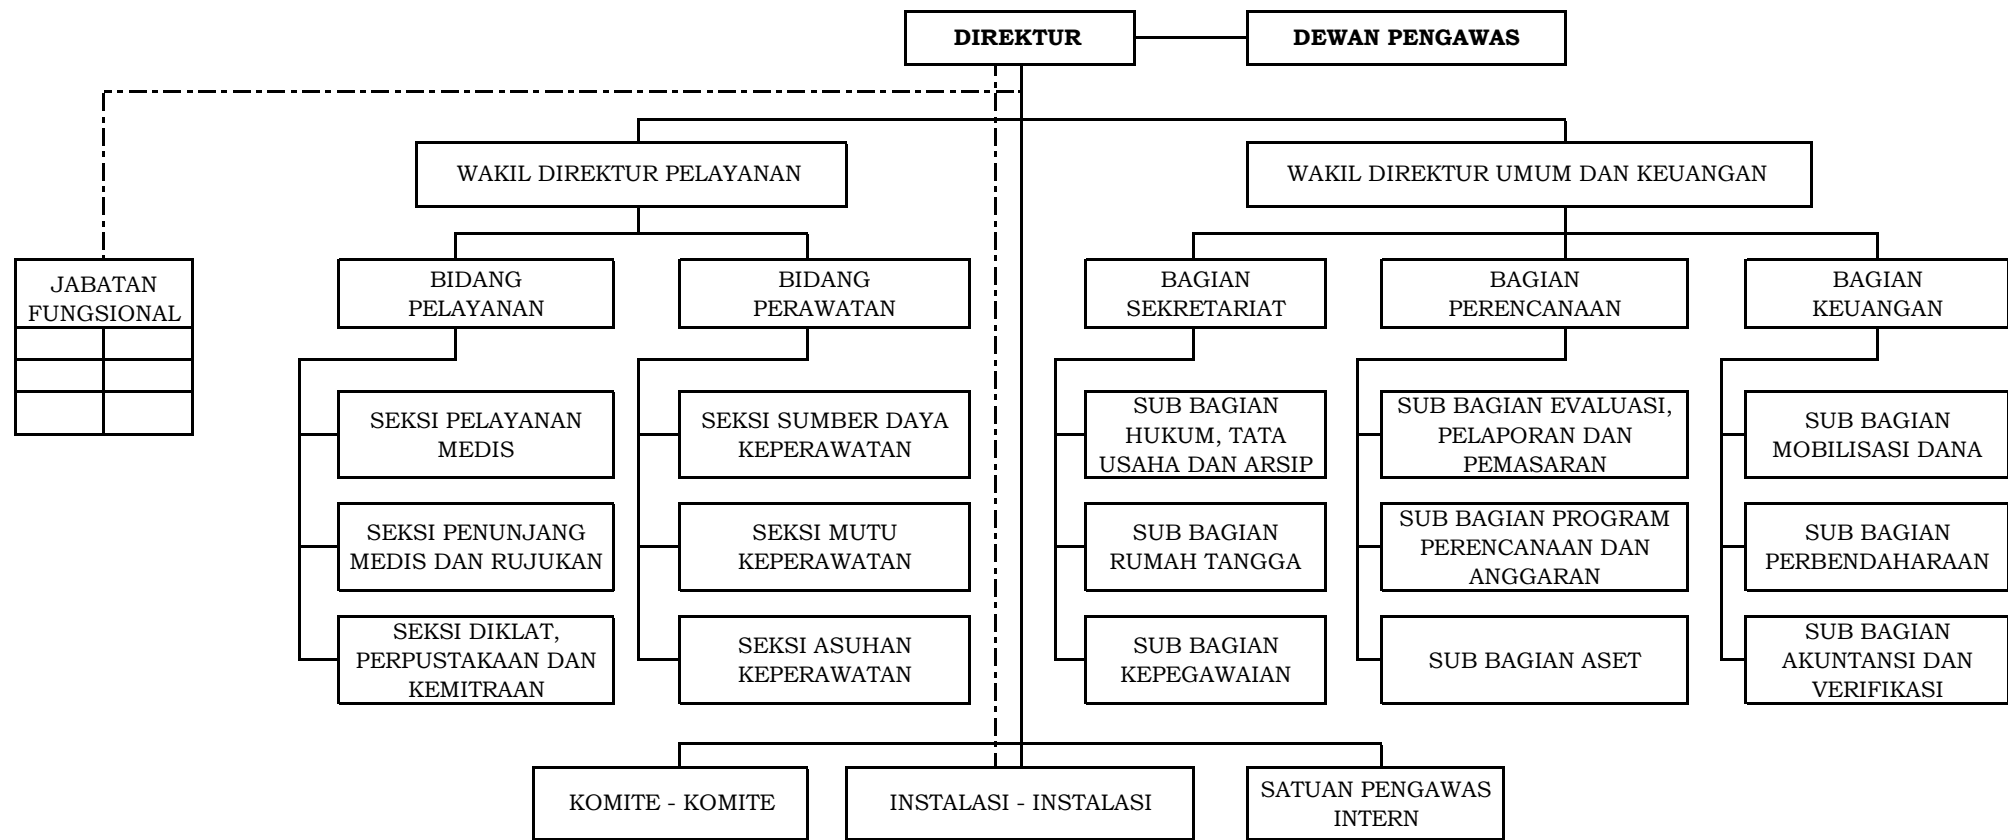 DIREKTUR
DEWAN PENGAWAS
WAKIL DIREKTUR PELAYANAN
WAKIL DIREKTUR UMUM DAN KEUANGAN
JABATAN
FUNGSIONAL
BIDANG
PELAYANAN
BIDANG
PERAWATAN
BAGIAN
SEKRETARIAT
BAGIAN
PERENCANAAN
BAGIAN
KEUANGAN
SEKSI PELAYANAN
MEDIS
SEKSI SUMBER DAYA
KEPERAWATAN
SUB BAGIAN
HUKUM, TATA
USAHA DAN ARSIP
SUB BAGIAN EVALUASI,
PELAPORAN DAN
PEMASARAN
SUB BAGIAN
MOBILISASI DANA
SEKSI PENUNJANG
MEDIS DAN RUJUKAN
SEKSI MUTU
KEPERAWATAN
SUB BAGIAN
RUMAH TANGGA
SUB BAGIAN PROGRAM
PERENCANAAN DAN
ANGGARAN
SUB BAGIAN
PERBENDAHARAAN
SEKSI DIKLAT,
PERPUSTAKAAN DAN
KEMITRAAN
SEKSI ASUHAN
KEPERAWATAN
SUB BAGIAN
KEPEGAWAIAN
SUB BAGIAN ASET
SUB BAGIAN
AKUNTANSI DAN
VERIFIKASI
KOMITE - KOMITE
INSTALASI - INSTALASI
SATUAN PENGAWAS
INTERN